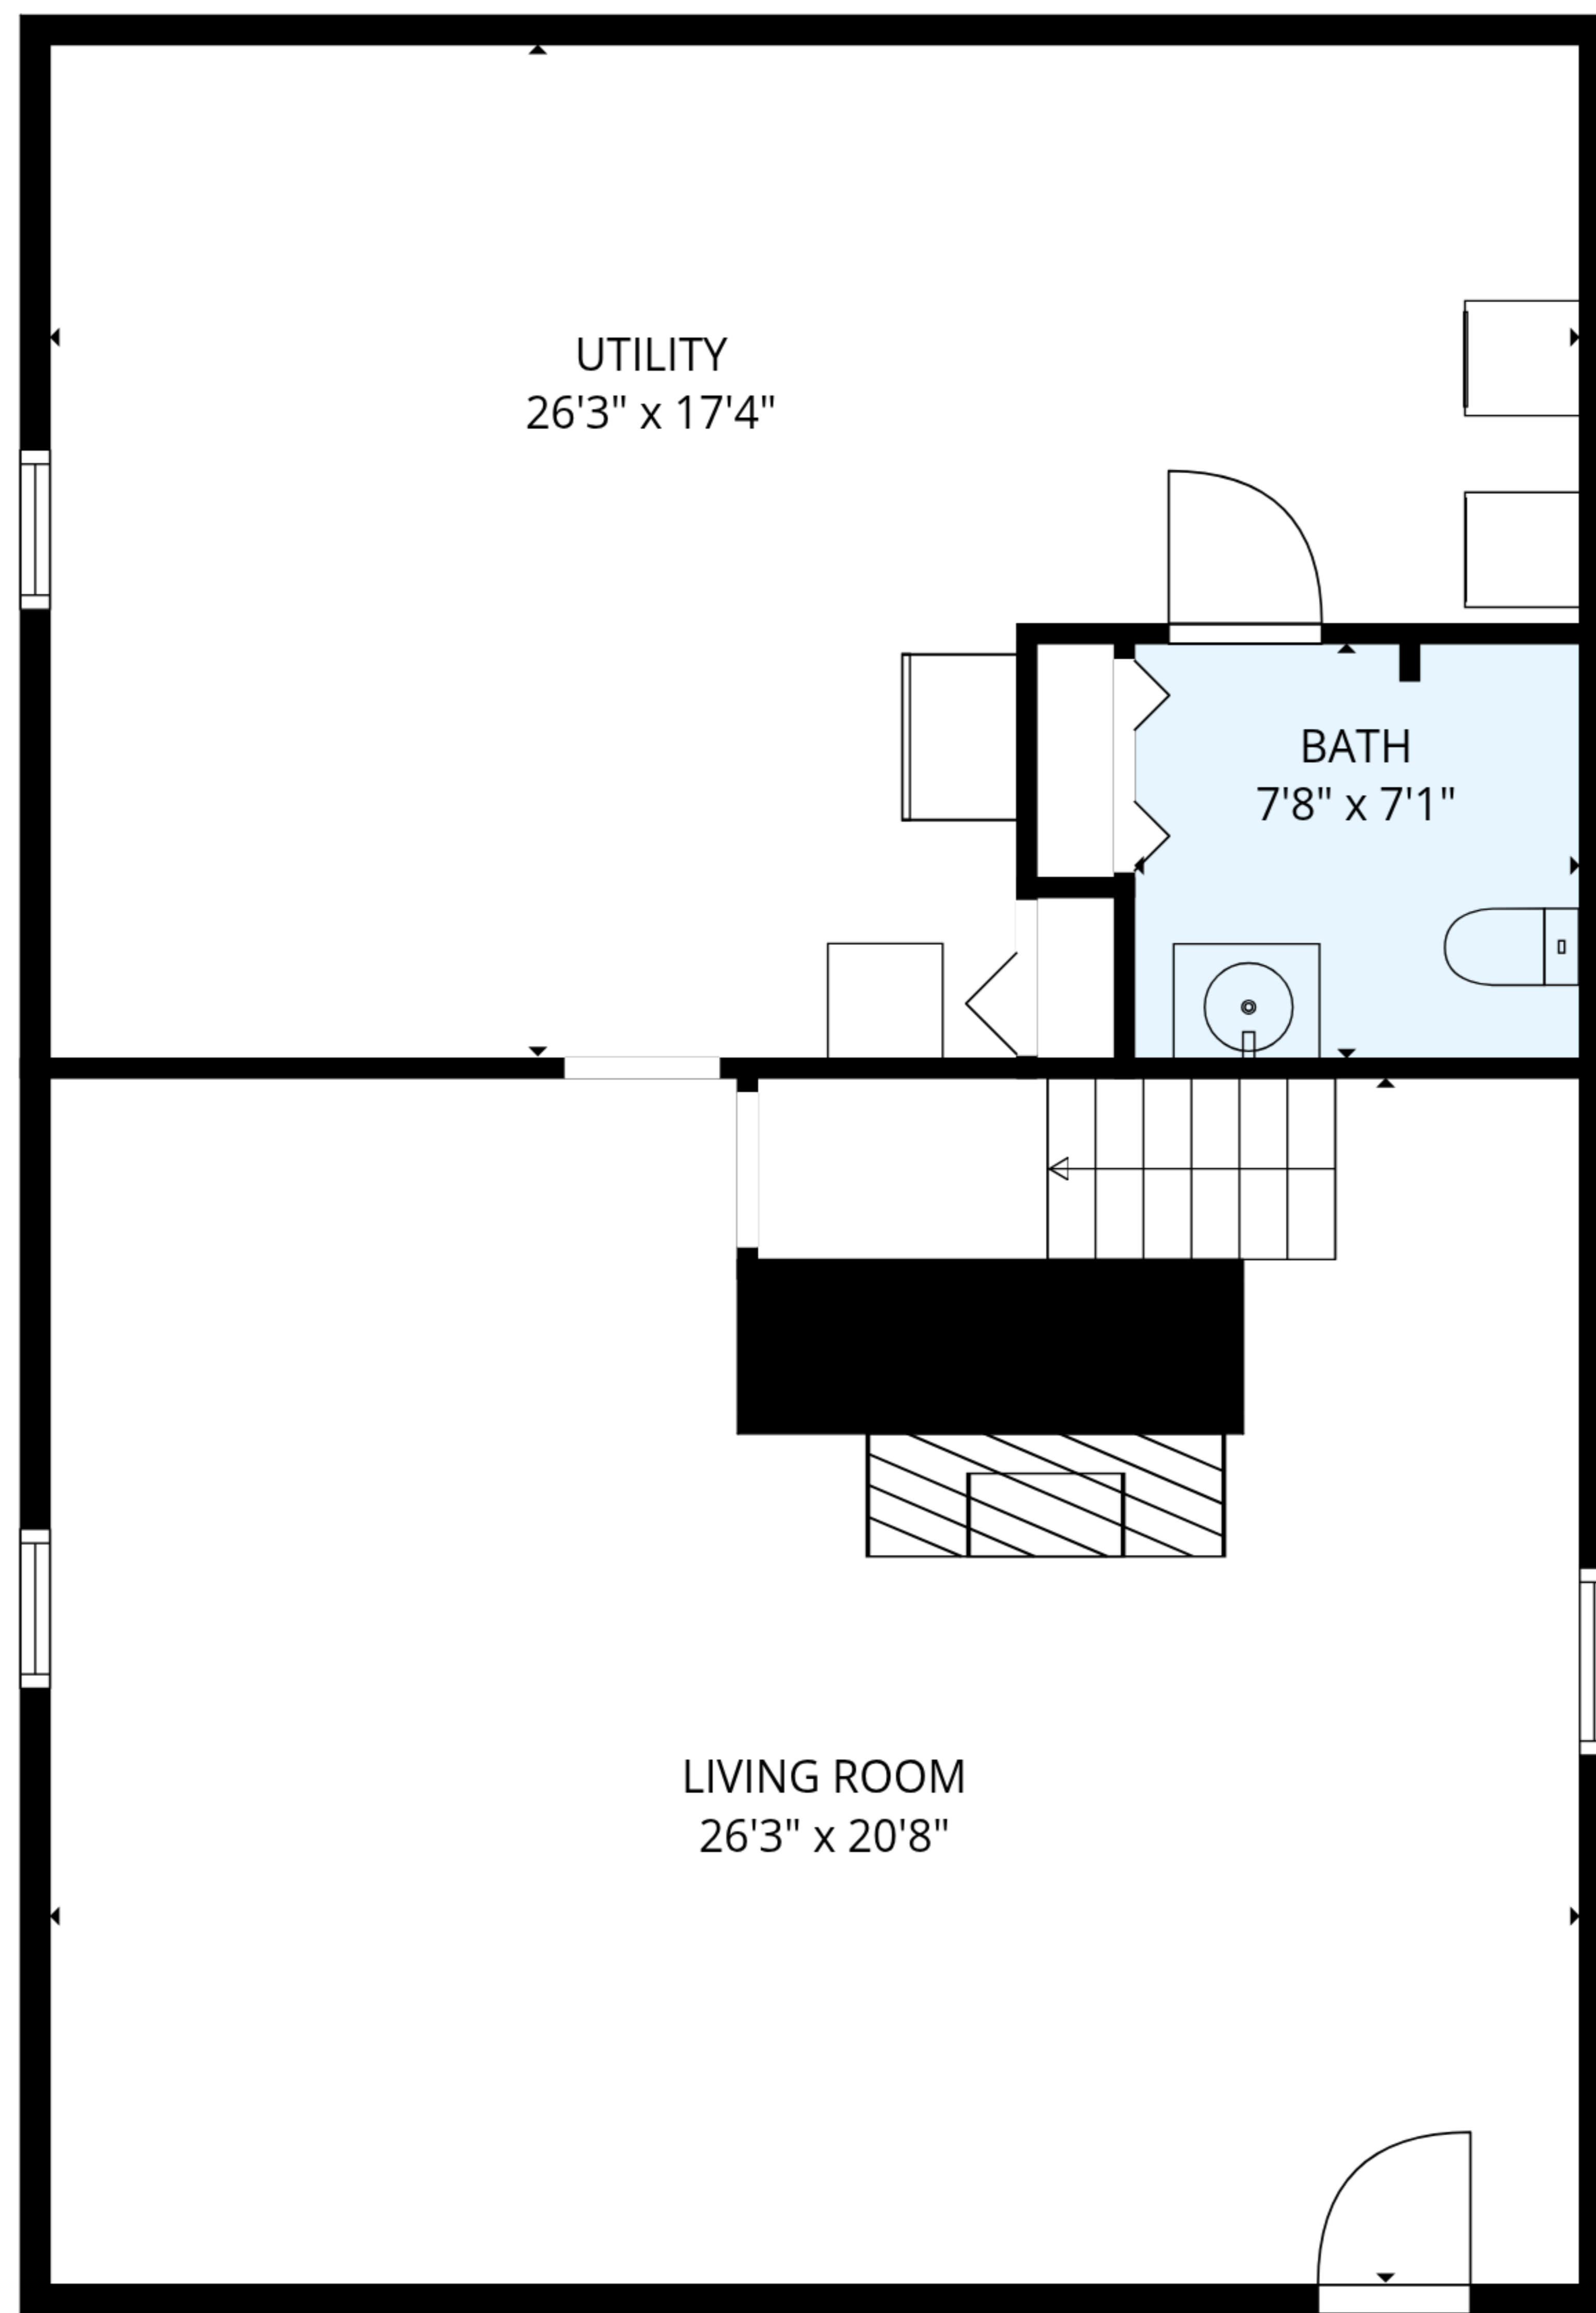 UTILITY
26'3" x 17'4"
BATH
7'8" x 7'1"
LIVING ROOM
26'3" x 20'8"